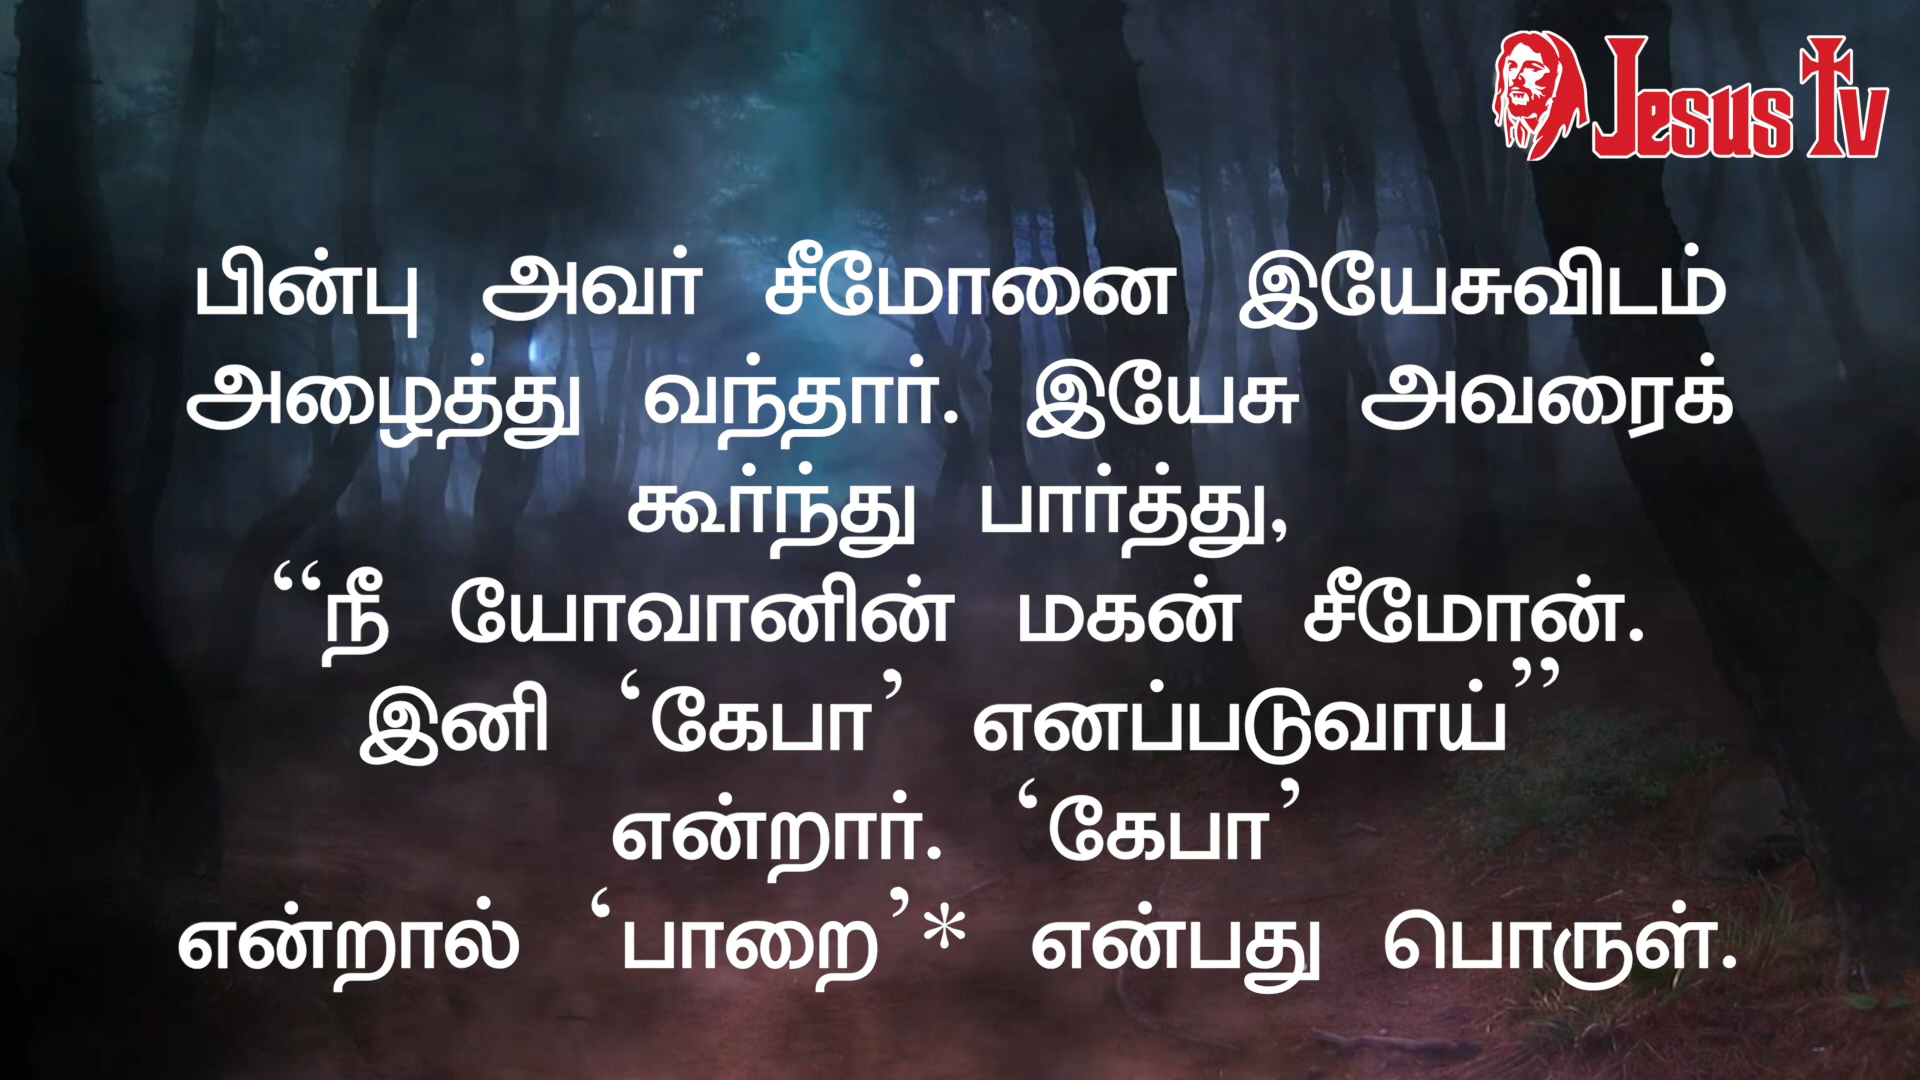 Jesus Tv
பின்பு அவர் சீமோனை இயேசுவிடம்
அழைத்து வந்தார். இயேசு அவரைக்
கூர்ந்து பார்த்து,
“நீ யோவானின் மகன் சீமோன்.
இனி ‘கேபா’ எனப்படுவாய்”
என்றார். ‘கேபா’
என்றால் ‘பாறை’* என்பது பொருள்.